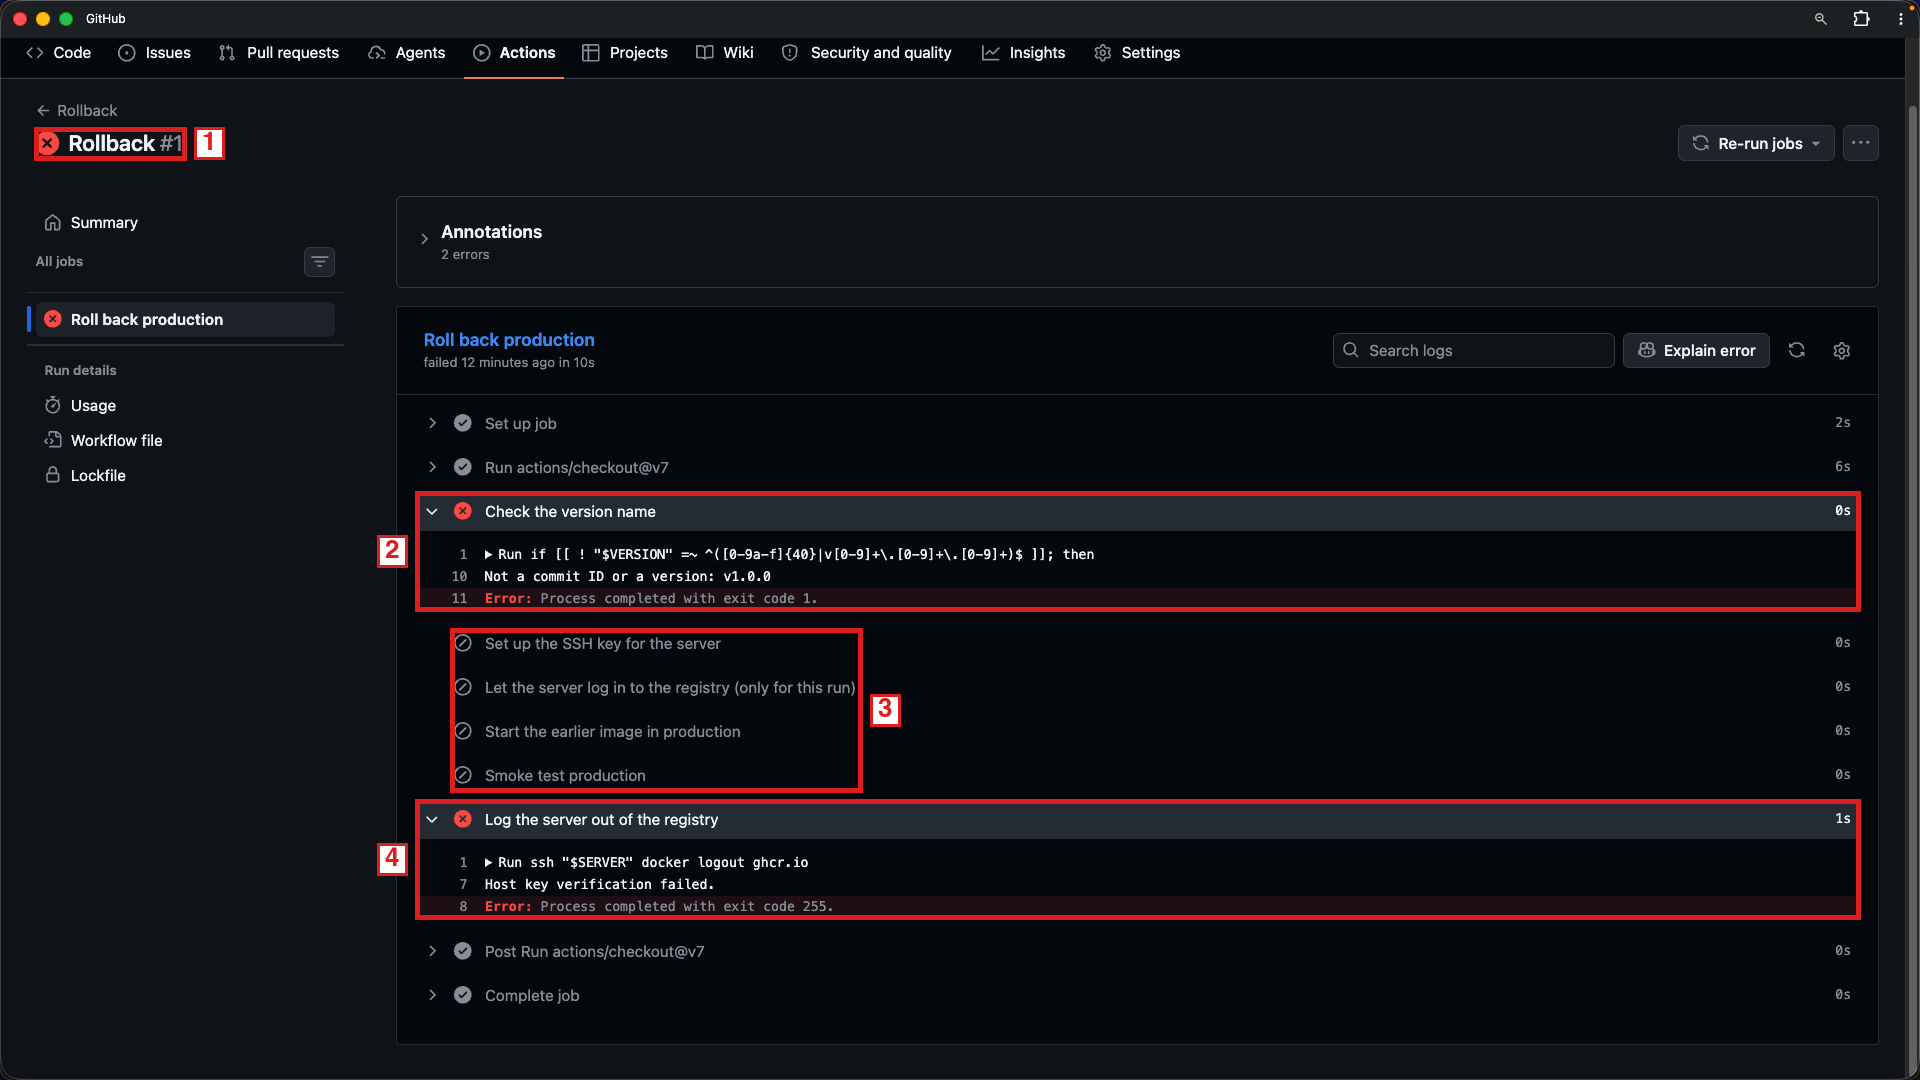 GitHub
Code
Issues
Pull requests
Agents
Actions
Projects
Wiki
Security and quality
Insights
Settings
Rollback
Rollback #1
1
Re-run jobs
Summary
All jobs
Roll back production
Run details
Usage
Workflow file
Lockfile
Annotations
2 errors
Roll back production
failed 12 minutes ago in 10s
Search logs
Explain error
Set up job 2s
Run actions/checkout@v7 6s
Check the version name 0s
2
1 Run if [[ ! "$VERSION" =~ ^([0-9a-f]{40}|v[0-9]+\.[0-9]+\.[0-9]+)$ ]]; then
10 Not a commit ID or a version: v1.0.0
11 Error: Process completed with exit code 1.
Set up the SSH key for the server 0s
Let the server log in to the registry (only for this run) 0s
3
Start the earlier image in production 0s
Smoke test production 0s
Log the server out of the registry 1s
4
1 Run ssh "$SERVER" docker logout ghcr.io
7 Host key verification failed.
8 Error: Process completed with exit code 255.
Post Run actions/checkout@v7 0s
Complete job 0s